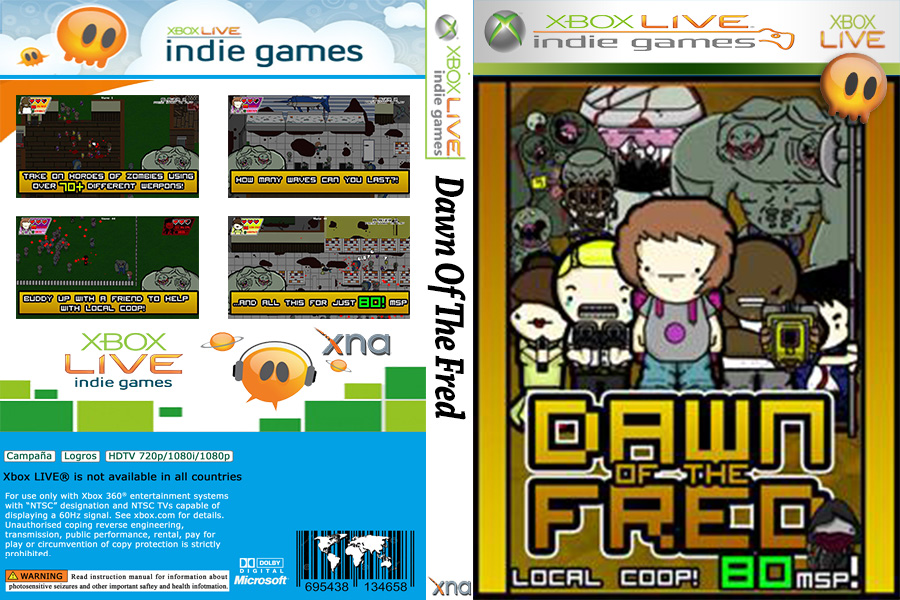 XBOX LIVE
indie games
TAKE ON HORDES OF ZOMBIES USING
OVER 70+ DIFFERENT WEAPONS!
HOW MANY WAVES CAN YOU LAST?!
BUDDY UP WITH A FRIEND TO HELP
WITH LOCAL COOP!
..AND ALL THIS FOR JUST 80! MSP
XBOX
LIVE
indie games
xna
Campaña
Logros
HDTV 720p/1080i/1080p
Xbox LIVE® is not available in all countries
For use only with Xbox 360® entertainment systems
with “NTSC” designation and NTSC TVs capable of
displaying a 60Hz signal. See xbox.com for details.
Unauthorised coping reverse engineering,
transmission, public performance, rental, pay for
play or circumvention of copy protection is strictly
prohibited.
WARNING Read instruction manual for information about
photosensitive seizures and other important saftey and health infotmation.
DOLBY
DIGITAL
Microsoft
695438 134658
XBOX LIVE
indie games
Dawn Of The Fred
xna
XBOX LIVE
indie games
XBOX
LIVE
DAWN
OF THE
FRED
LOCAL COOP! 80 MSP!